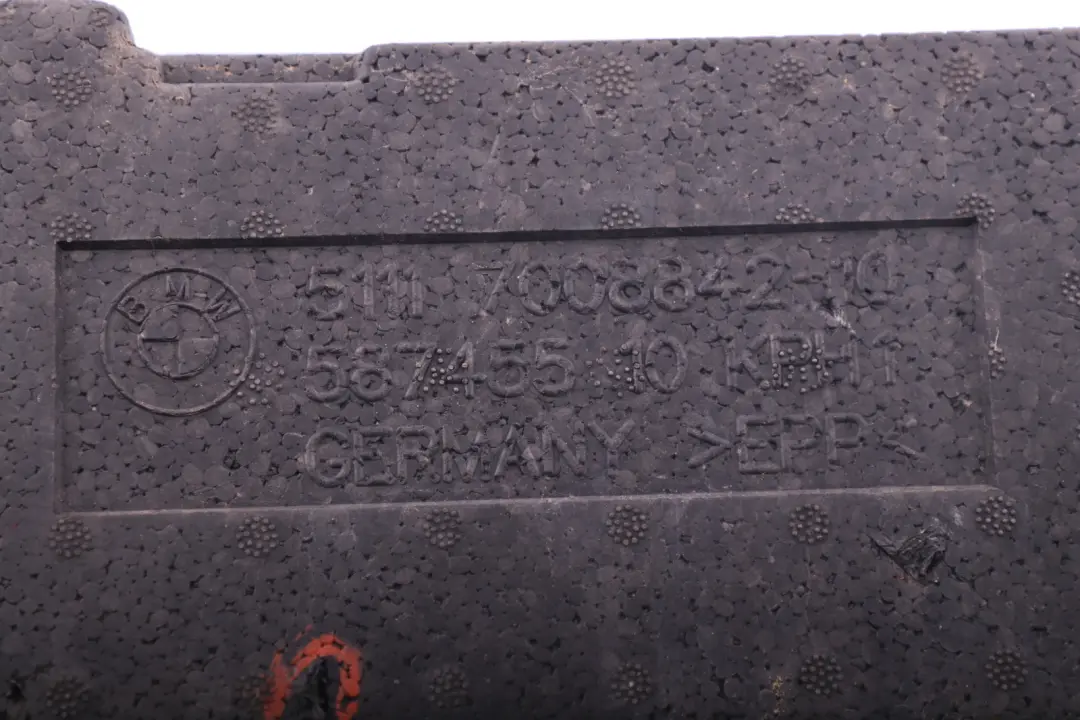 BMW
5111 7008842-10
587455 10 KPH1
GERMANY >EPP<